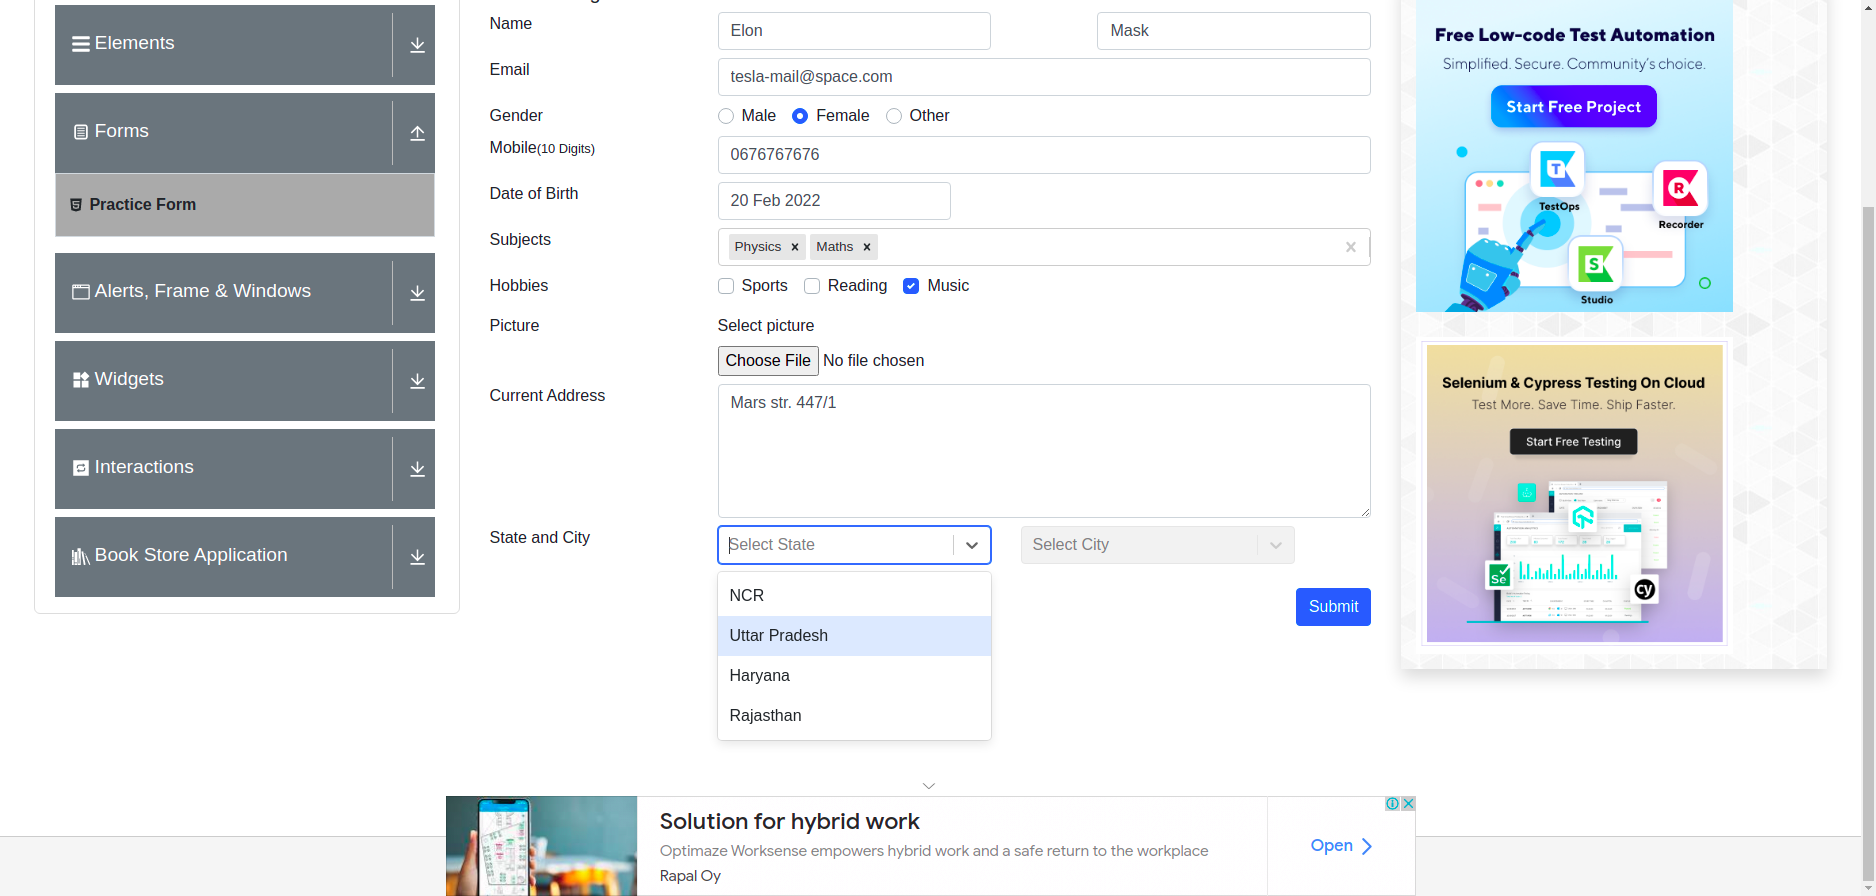 Elements
Forms
Practice Form
Alerts, Frame & Windows
Widgets
Interactions
Book Store Application
Name
Elon
Mask
Email
tesla-mail@space.com
Gender
Male
Female
Other
Mobile(10 Digits)
0676767676
Date of Birth
20 Feb 2022
Subjects
Physics
Maths
Hobbies
Sports
Reading
Music
Picture
Select picture
Choose File No file chosen
Current Address
Mars str. 447/1
State and City
Select State
Select City
NCR
Uttar Pradesh
Haryana
Rajasthan
Submit
Free Low-code Test Automation
Simplified. Secure. Community's choice.
Start Free Project
TestOps
Recorder
Studio
Selenium & Cypress Testing On Cloud
Test More. Save Time. Ship Faster.
Start Free Testing
Se
cy
Solution for hybrid work
Optimaze Worksense empowers hybrid work and a safe return to the workplace
Rapal Oy
Open